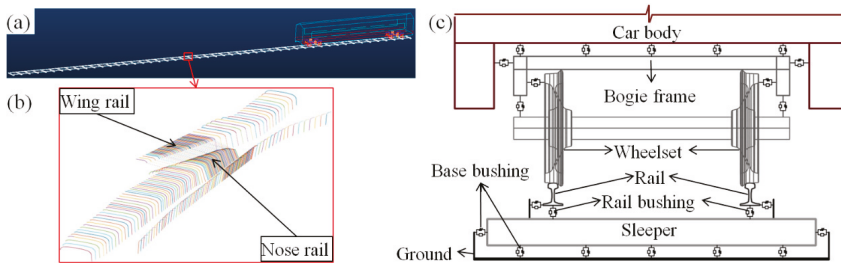 (a)
(b)
Wing rail
Nose rail
(c)
Car body
Bogie frame
Wheelset
Base bushing
Rail
Rail bushing
Sleeper
Ground